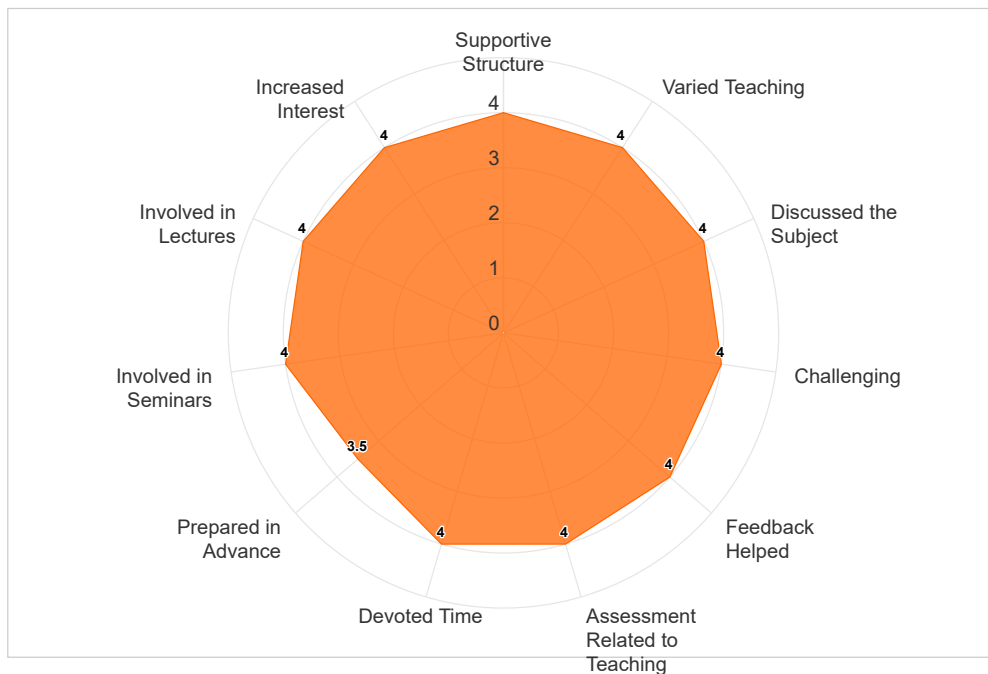 Supportive
Structure
Increased
Interest
Varied Teaching
4
4
4
3
Involved in
Lectures
4
2
4
Discussed the
Subject
1
0
4
4
Involved in
Seminars
Challenging
3.5
4
Prepared in
Advance
Feedback
Helped
4
4
Devoted Time
Assessment
Related to
Teaching